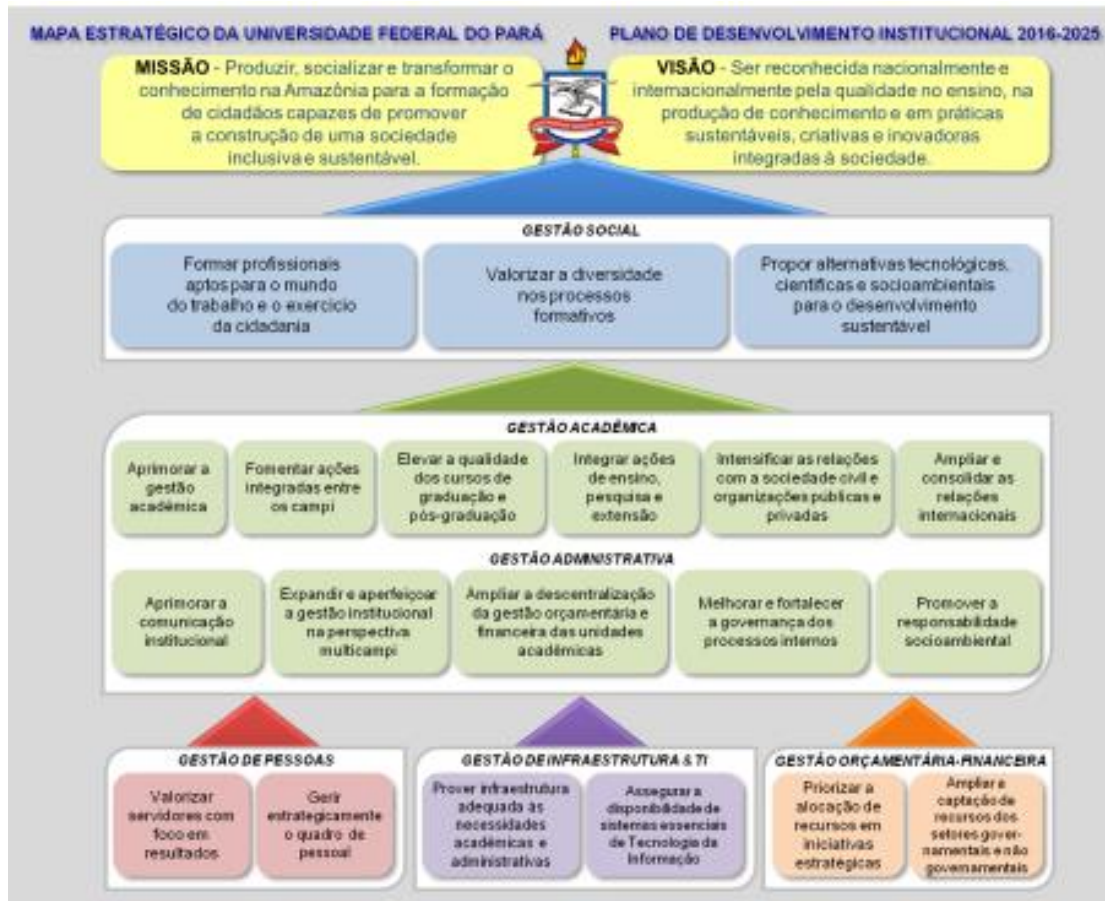 MAPA ESTRATÉGICO DA UNIVERSIDADE FEDERAL DO PARÁ
PLANO DE DESENVOLVIMENTO INSTITUCIONAL 2016-2025
MISSÃO - Produzir, socializar e transformar o
conhecimento na Amazônia para a formação
de cidadãos capazes de promover
a construção de uma sociedade
inclusiva e sustentável.
VISÃO - Ser reconhecida nacionalmente e
internacionalmente pela qualidade no ensino, na
produção de conhecimento e em práticas
sustentáveis, criativas e inovadoras
integradas à sociedade.
GESTÃO SOCIAL
Formar profissionais
aptos para o mundo
do trabalho e o exercício
da cidadania
Valorizar a diversidade
nos processos
formativos
Propor alternativas tecnológicas,
científicas e socioambientais
para o desenvolvimento
sustentável
GESTÃO ACADÊMICA
Aprimorar a
gestão
acadêmica
Fomentar ações
integradas entre
os campi
Elevar a qualidade
dos cursos de
graduação e
pós-graduação
Integrar ações
de ensino,
pesquisa e
extensão
Intensificar as relações
com a sociedade civil e
organizações públicas e
privadas
Ampliar e
consolidar as
relações
internacionais
GESTÃO ADMINISTRATIVA
Aprimorar a
comunicação
institucional
Expandir e aperfeiçoar
a gestão institucional
na perspectiva
multicampi
Ampliar a descentralização
da gestão orçamentária e
financeira das unidades
acadêmicas
Melhorar e fortalecer
a governança dos
processos internos
Promover a
responsabilidade
socioambiental
GESTÃO DE PESSOAS
Valorizar
servidores com
foco em
resultados
Gerir
estrategicamente
o quadro de
pessoal
GESTÃO DE INFRAESTRUTURA & TI
Prover infraestrutura
adequada às
necessidades
acadêmicas e
administrativas
Assegurar a
disponibilidade de
sistemas essenciais
de Tecnologia da
Informação
GESTÃO ORÇAMENTÁRIA-FINANCEIRA
Priorizar a
alocação de
recursos em
iniciativas
estratégicas
Ampliar a
captação de
recursos dos
setores gover-
namentais e não
governamentais